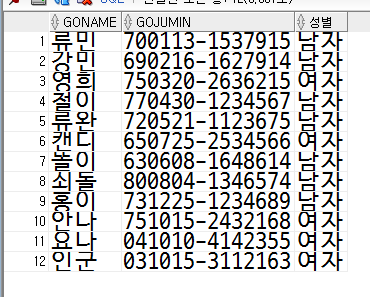 GONAME GOJUMIN 성별
1 류민 700113-1537915 남자
2 강민 690216-1627914 남자
3 영희 750320-2636215 여자
4 철이 770430-1234567 남자
5 류완 720521-1123675 남자
6 캔디 650725-2534566 여자
7 똘이 630608-1648614 남자
8 쇠돌 800804-1346574 남자
9 홍이 731225-1234689 남자
10 안나 751015-2432168 여자
11 요나 041010-4142355 여자
12 인군 031015-3112163 여자